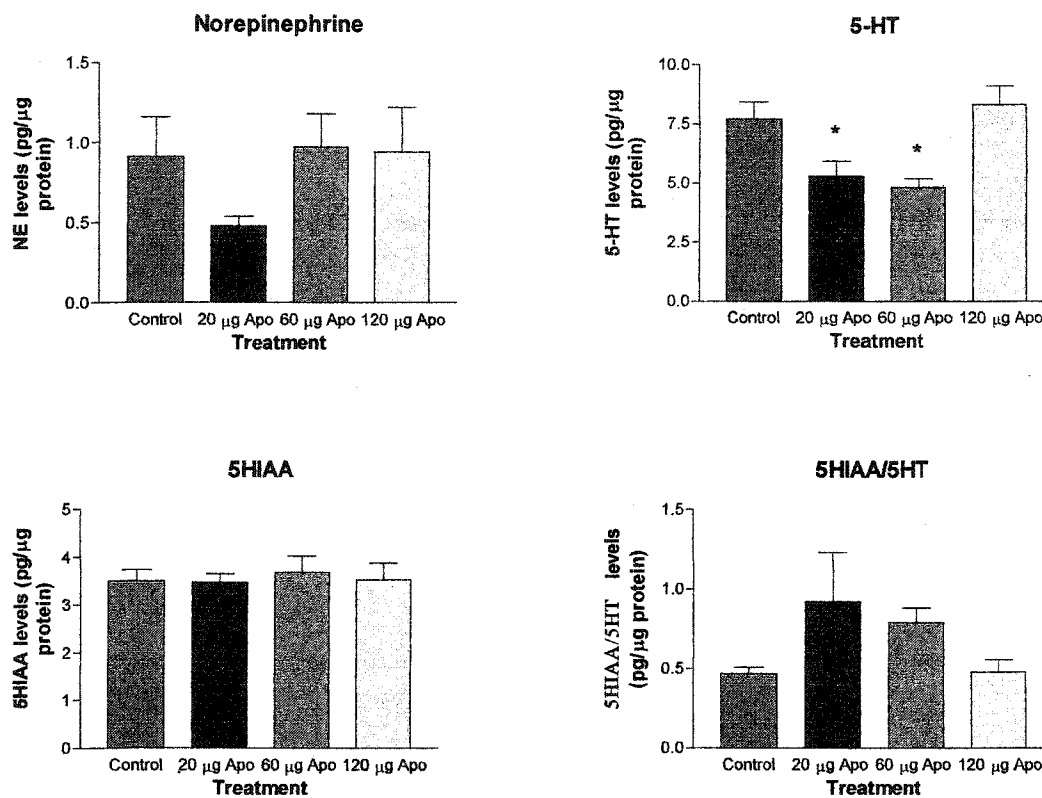 Norepinephrine
NE levels (pg/μg
protein)
1.5
1.0
0.5
0.0
Control 20 μg Apo 60 μg Apo 120 μg Apo
Treatment
5-HT
5-HT levels (pg/μg
protein)
10.0
7.5
5.0
2.5
0.0
*
*
Control 20 μg Apo 60 μg Apo 120 μg Apo
Treatment
5HIAA
5HIAA levels (pg/μg
protein)
5
4
3
2
1
0
Control 20 μg Apo 60 μg Apo 120 μg Apo
Treatment
5HIAA/5HT
5HIAA/5HT levels
(pg/μg protein)
1.5
1.0
0.5
0.0
Control 20 μg Apo 60 μg Apo 120 μg Apo
Treatment